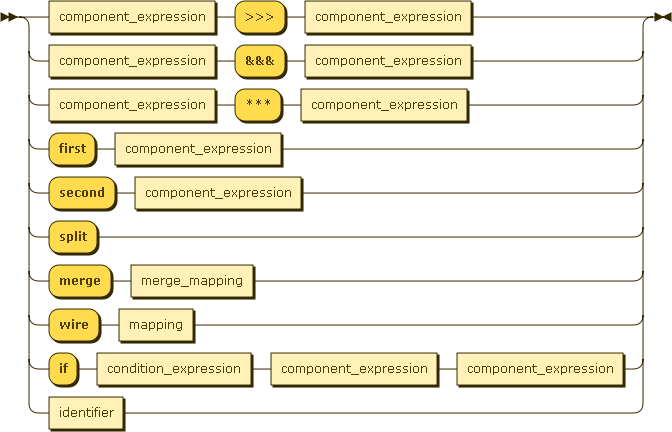 component_expression >>> component_expression
component_expression &&& component_expression
component_expression *** component_expression
first component_expression
second component_expression
split
merge merge_mapping
wire mapping
if condition_expression component_expression component_expression
identifier